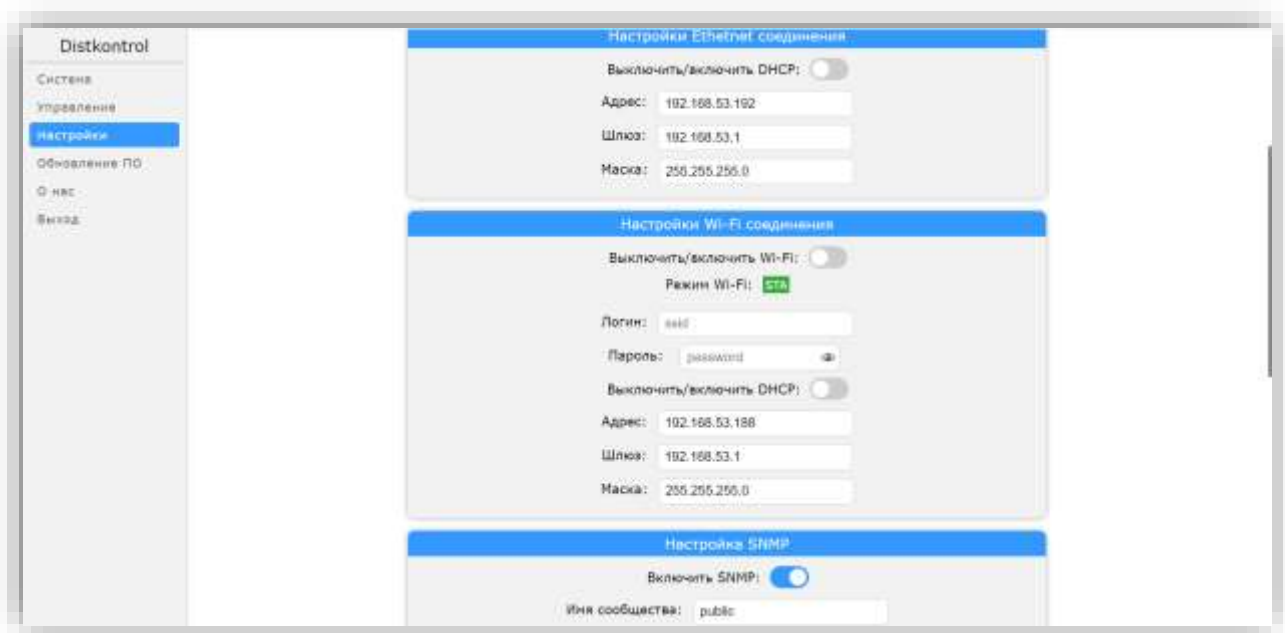 Distkontrol
Система
Управление
Настройки
Обновление ПО
О нас
Выход
Настройки Ethetnet соединения
Выключить/включить DHCP:
Адрес: 192.168.53.192
Шлюз: 192.168.53.1
Маска: 255.255.255.0
Настройки Wi-Fi соединения
Выключить/включить Wi-Fi:
Режим Wi-Fi: STA
Логин: ssid
Пароль: password
Выключить/включить DHCP:
Адрес: 192.168.53.188
Шлюз: 192.168.53.1
Маска: 255.255.255.0
Настройка SNMP
Включить SNMP:
Имя сообщества: public